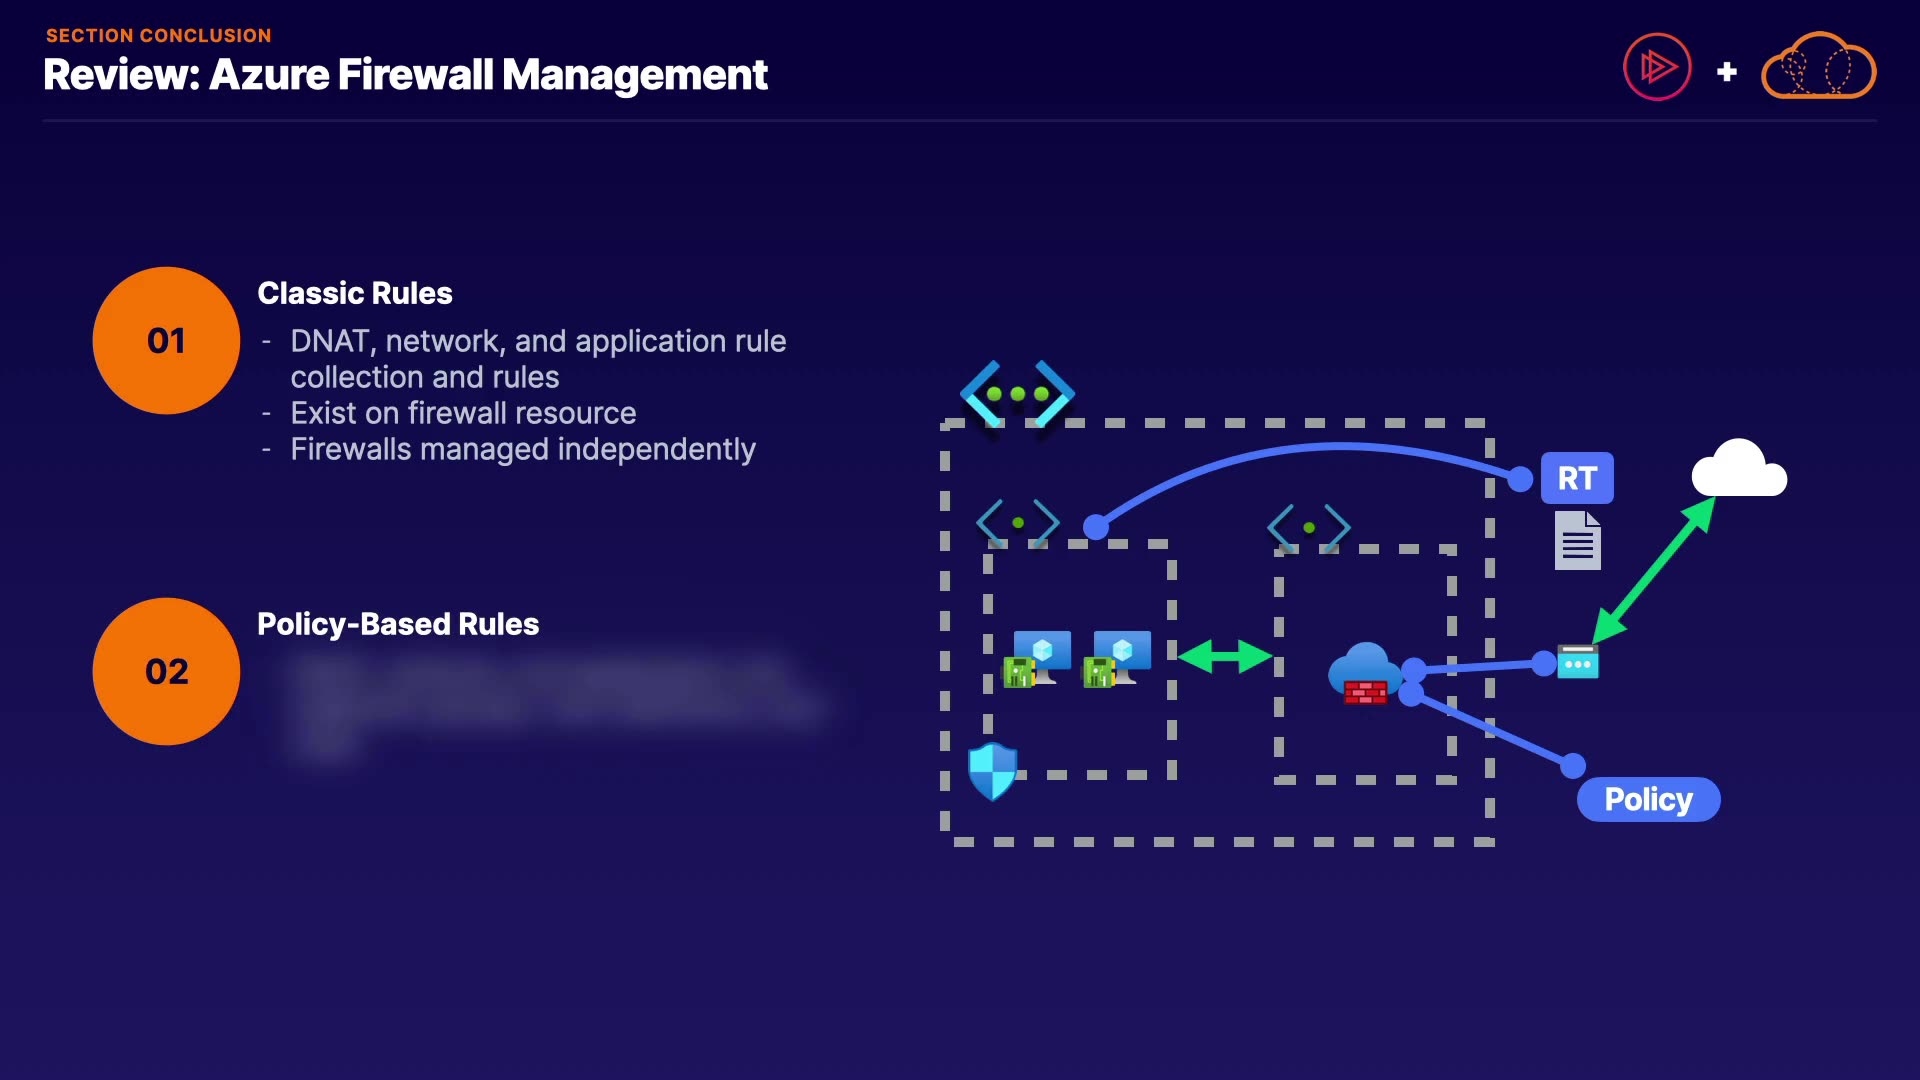 SECTION CONCLUSION
Review: Azure Firewall Management
+
01
Classic Rules
- DNAT, network, and application rule
collection and rules
- Exist on firewall resource
- Firewalls managed independently
02
Policy-Based Rules
RT
Policy